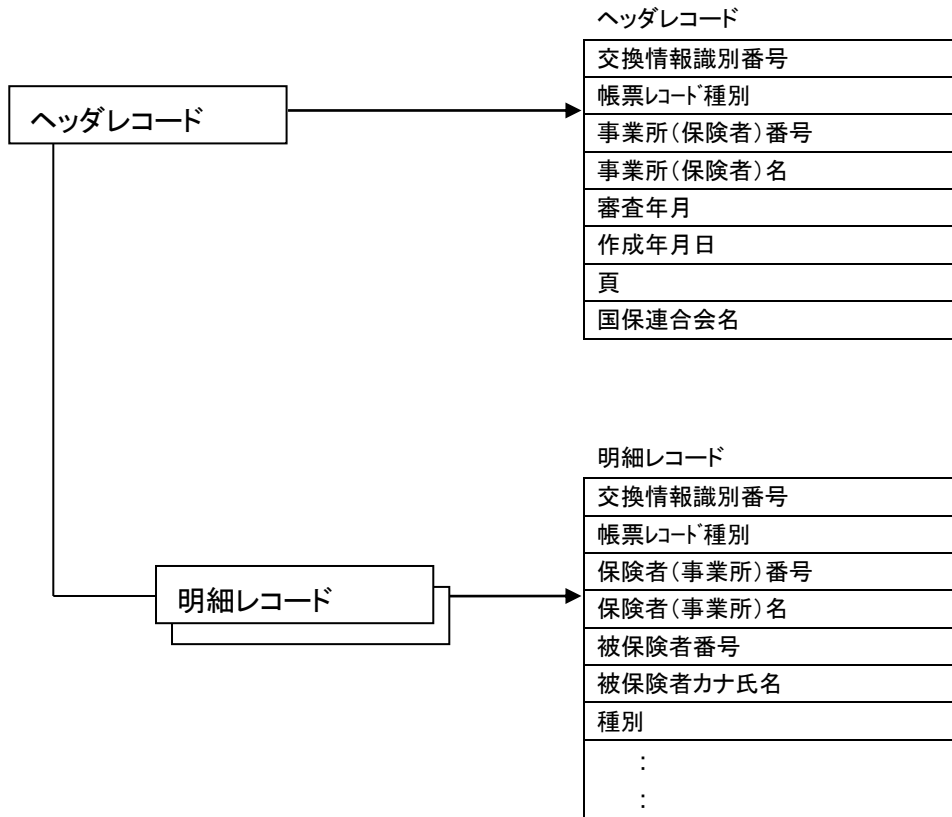 ヘッダレコード
ヘッダレコード
交換情報識別番号
帳票ﾚｺｰﾄﾞ種別
事業所(保険者)番号
事業所(保険者)名
審査年月
作成年月日
頁
国保連合会名
明細レコード
明細レコード
交換情報識別番号
帳票ﾚｺｰﾄﾞ種別
保険者(事業所)番号
保険者(事業所)名
被保険者番号
被保険者カナ氏名
種別
:
: